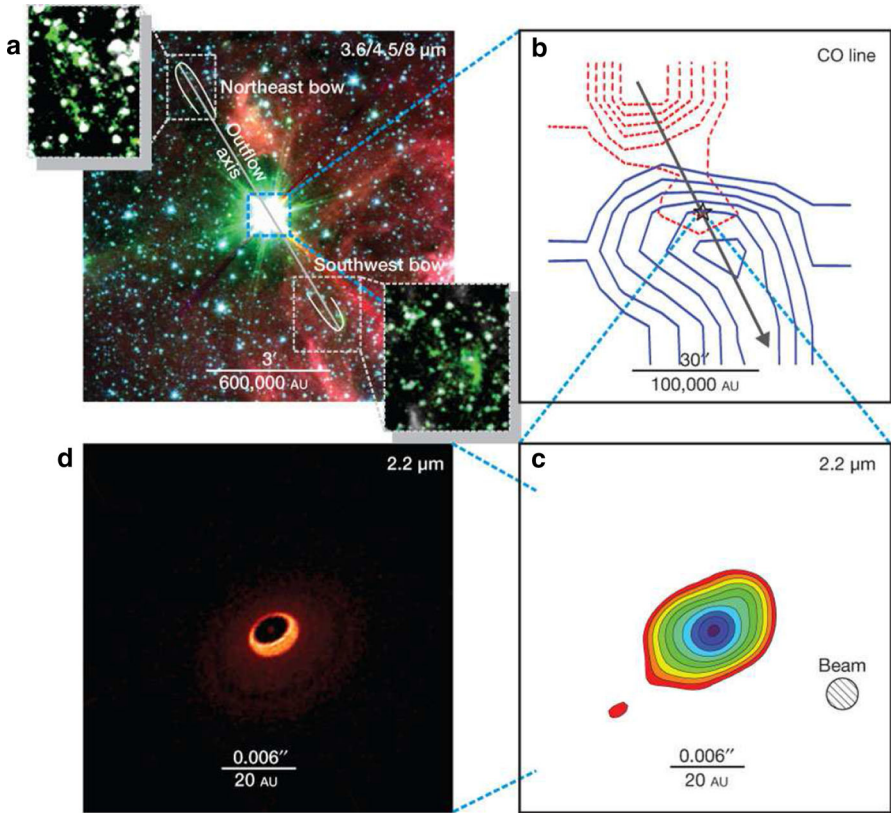 a
3.6/4.5/8 μm
Northeast bow
Outflow
axis
Southwest bow
3′
600,000 AU
b
CO line
30″
100,000 AU
d
2.2 μm
0.006″
20 AU
c
2.2 μm
Beam
0.006″
20 AU